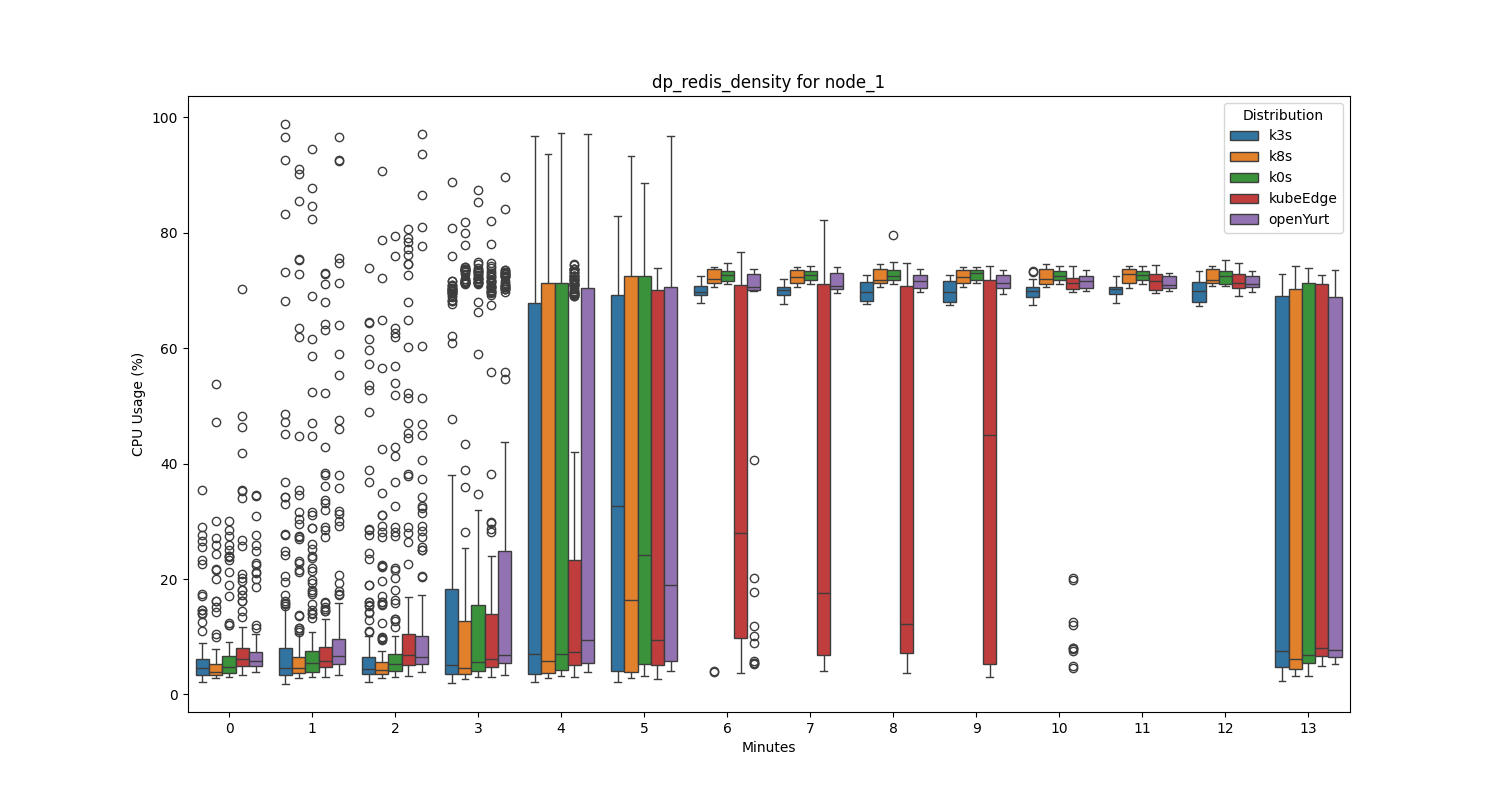 dp_redis_density for node_1
Distribution
k3s
k8s
k0s
kubeEdge
openYurt
CPU Usage (%)
100
80
60
40
20
0
0 1 2 3 4 5 6 7 8 9 10 11 12 13
Minutes